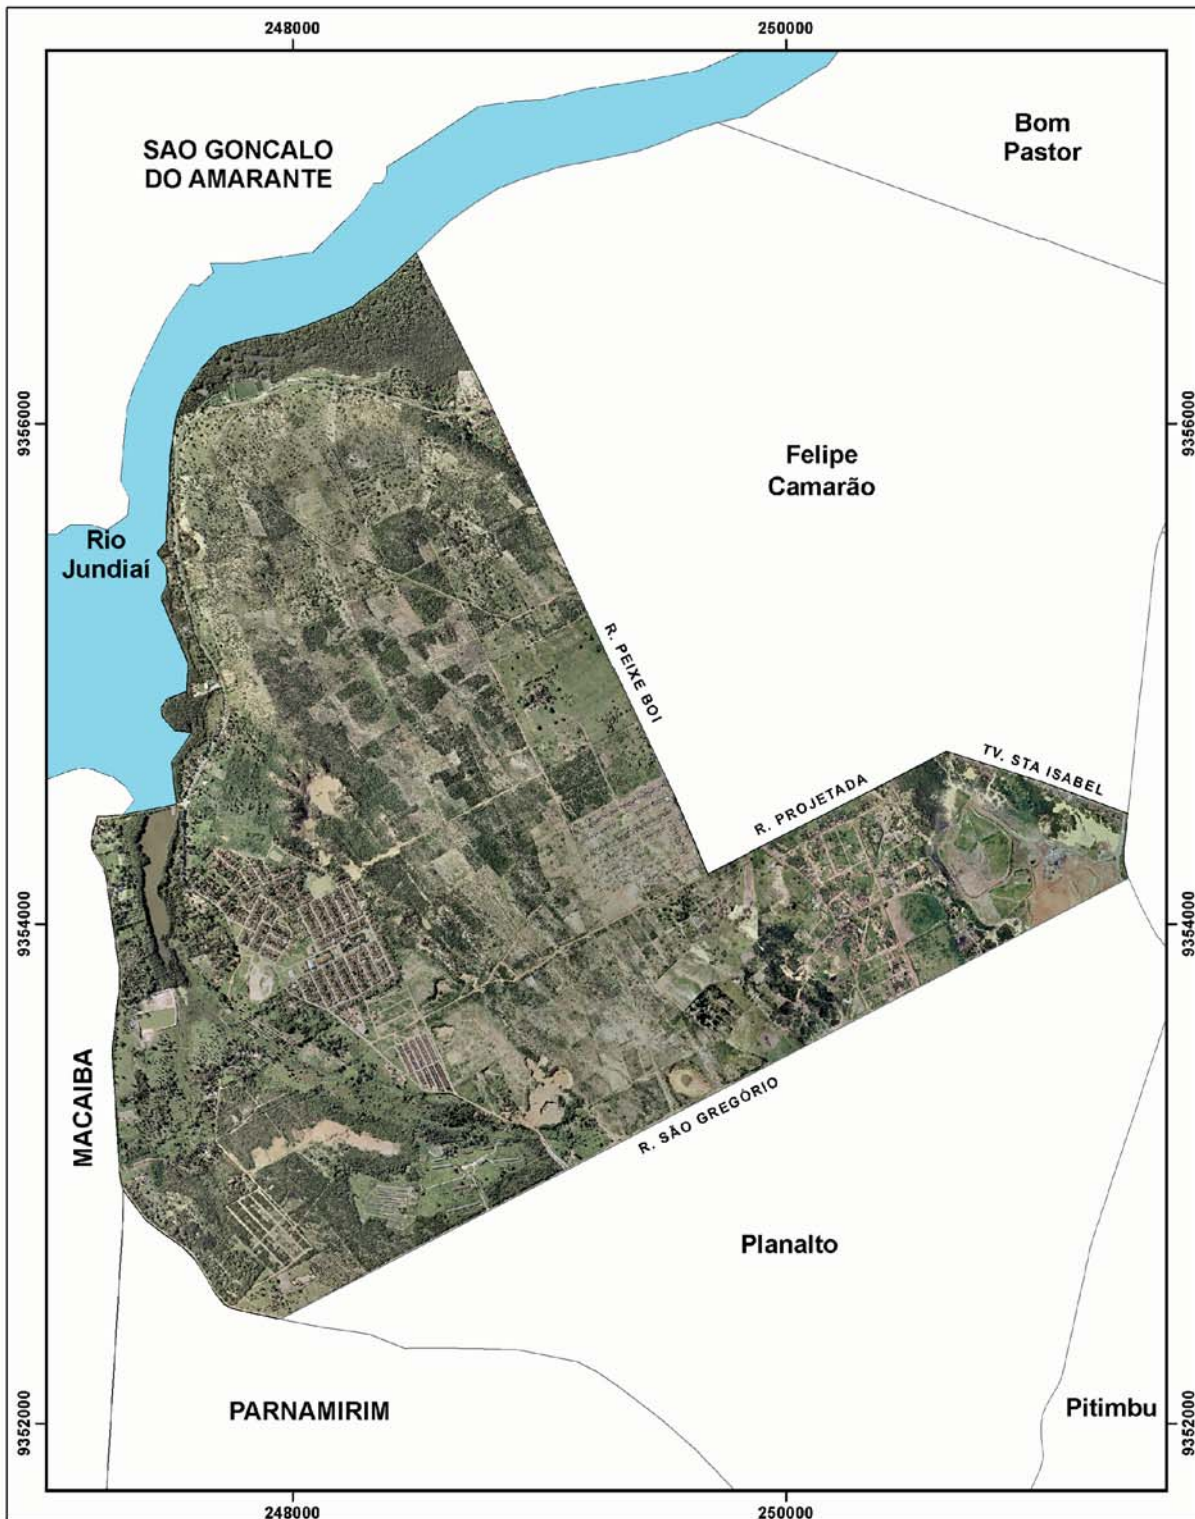 248000
250000
SAO GONCALO
DO AMARANTE
Bom
Pastor
9356000
9356000
Felipe
Camarão
Rio
Jundiaí
R. PEIXE BOI
TV. STA ISABEL
R. PROJETADA
9354000
9354000
MACAIBA
R. SÃO GREGÓRIO
Planalto
PARNAMIRIM
Pitimbu
9352000
9352000
248000
250000